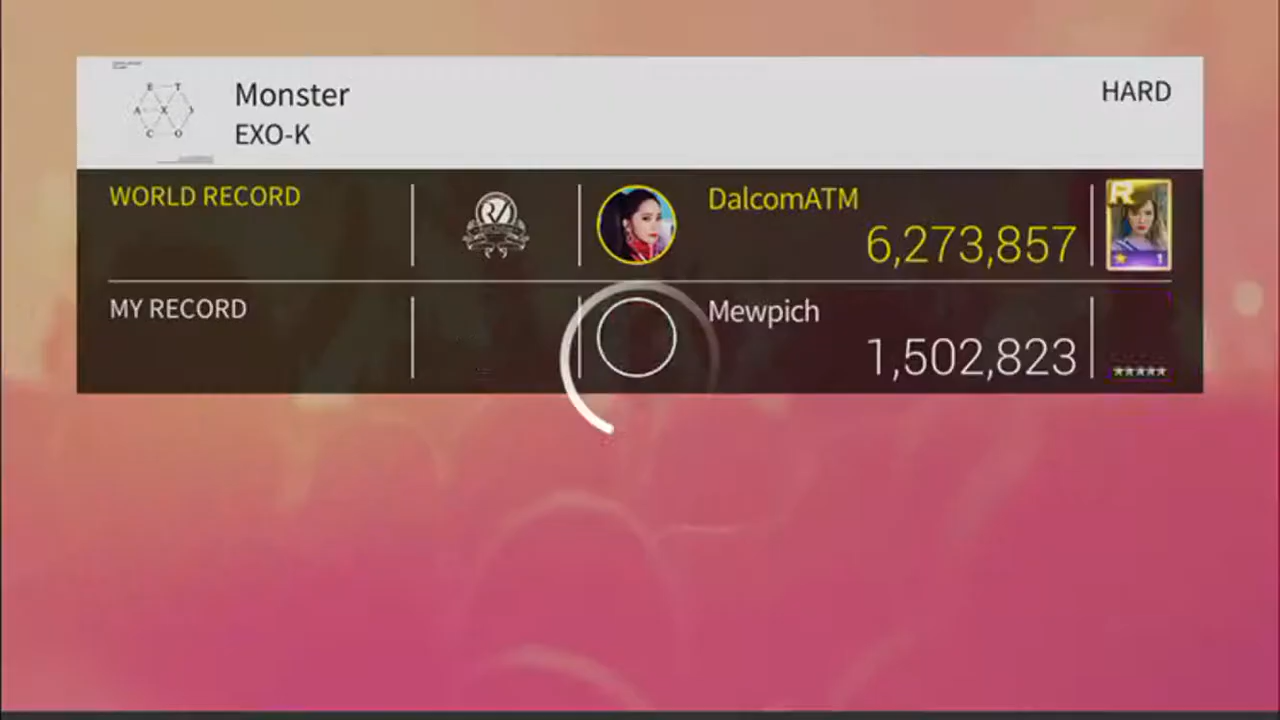 E T
A X
C O
Monster
EXO-K
HARD
WORLD RECORD
DalcomATM
6,273,857
R
1
MY RECORD
Mewpich
1,502,823